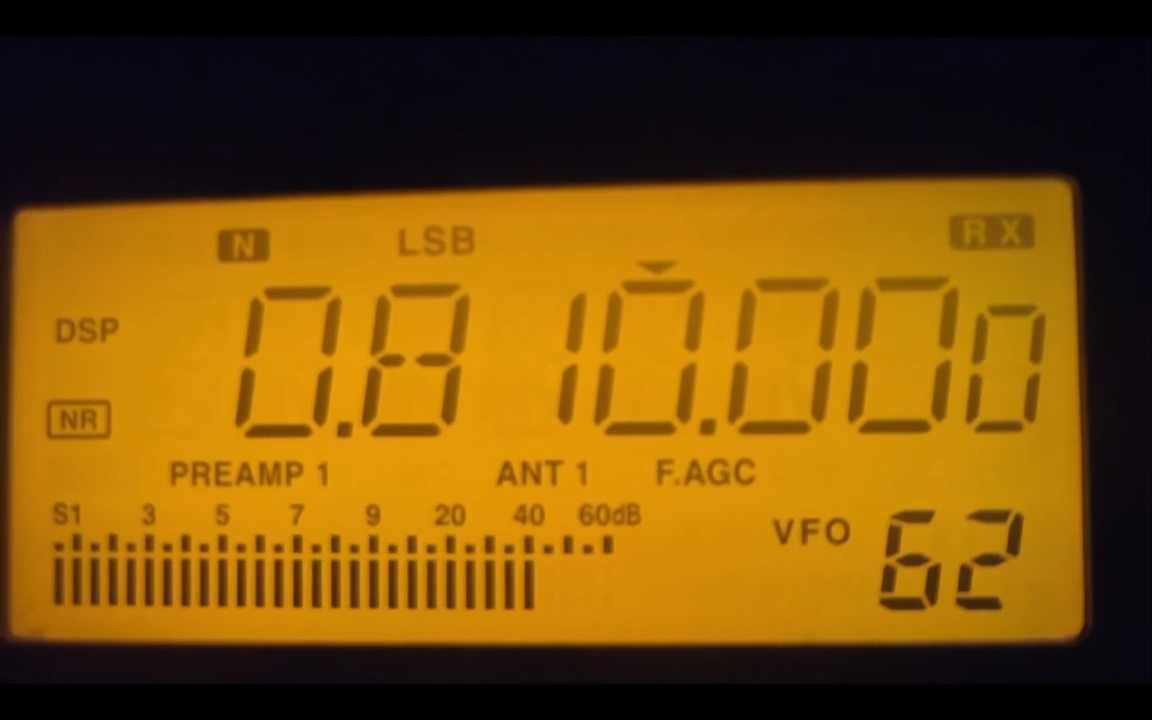 N LSB RX
DSP 0.8 10.000
NR
PREAMP 1 ANT 1 F.AGC
S1 3 5 7 9 20 40 60dB
VFO 62